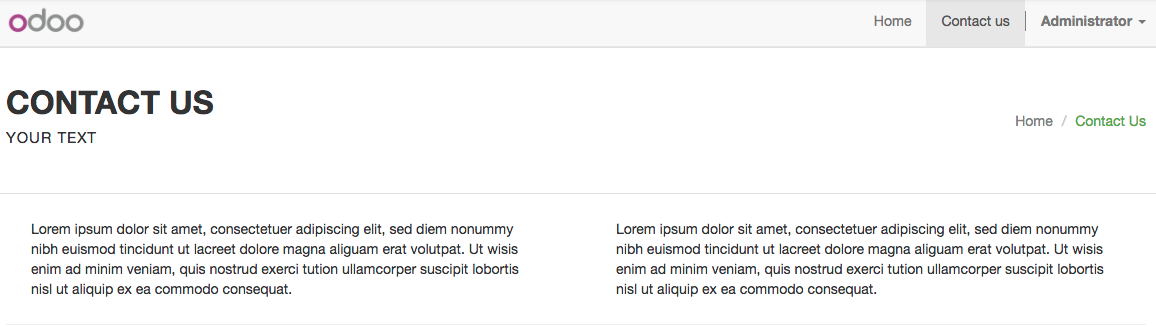 odoo
Home Contact us Administrator
CONTACT US
YOUR TEXT
Home / Contact Us
Lorem ipsum dolor sit amet, consectetuer adipiscing elit, sed diem nonummy
nibh euismod tincidunt ut lacreet dolore magna aliguam erat volutpat. Ut wisis
enim ad minim veniam, quis nostrud exerci tution ullamcorper suscipit lobortis
nisl ut aliquip ex ea commodo consequat.
Lorem ipsum dolor sit amet, consectetuer adipiscing elit, sed diem nonummy
nibh euismod tincidunt ut lacreet dolore magna aliguam erat volutpat. Ut wisis
enim ad minim veniam, quis nostrud exerci tution ullamcorper suscipit lobortis
nisl ut aliquip ex ea commodo consequat.